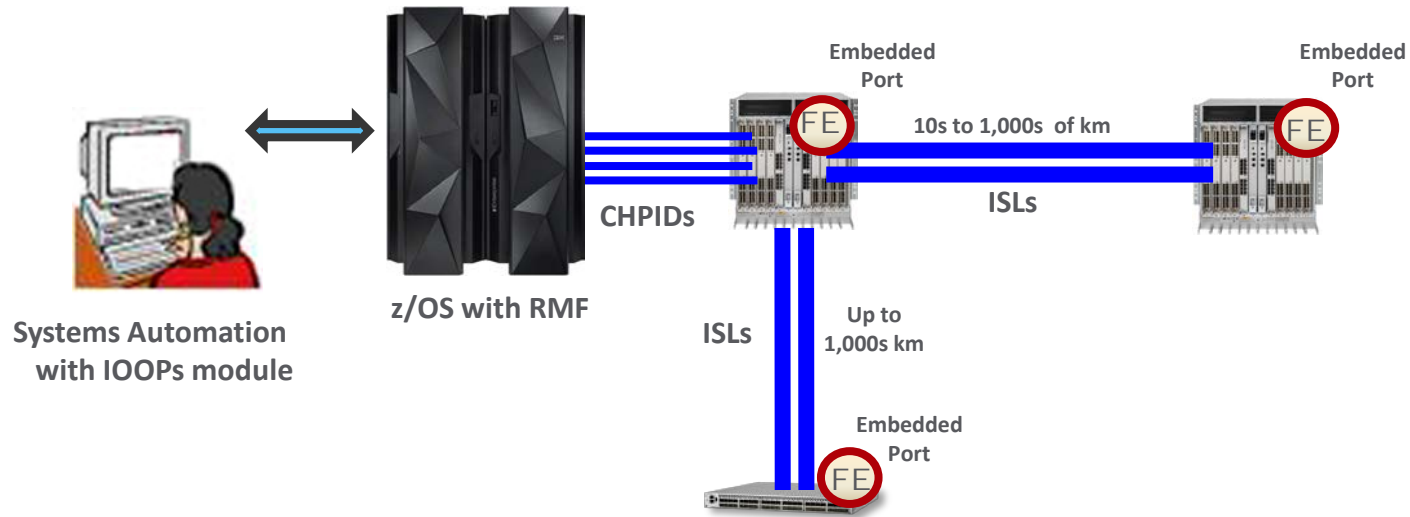 Embedded
Port
Embedded
Port
IBM
FE
FE
10s to 1,000s of km
CHPIDs
ISLs
z/OS with RMF
Systems Automation
with IOOPs module
ISLs
Up to
1,000s km
Embedded
Port
FE